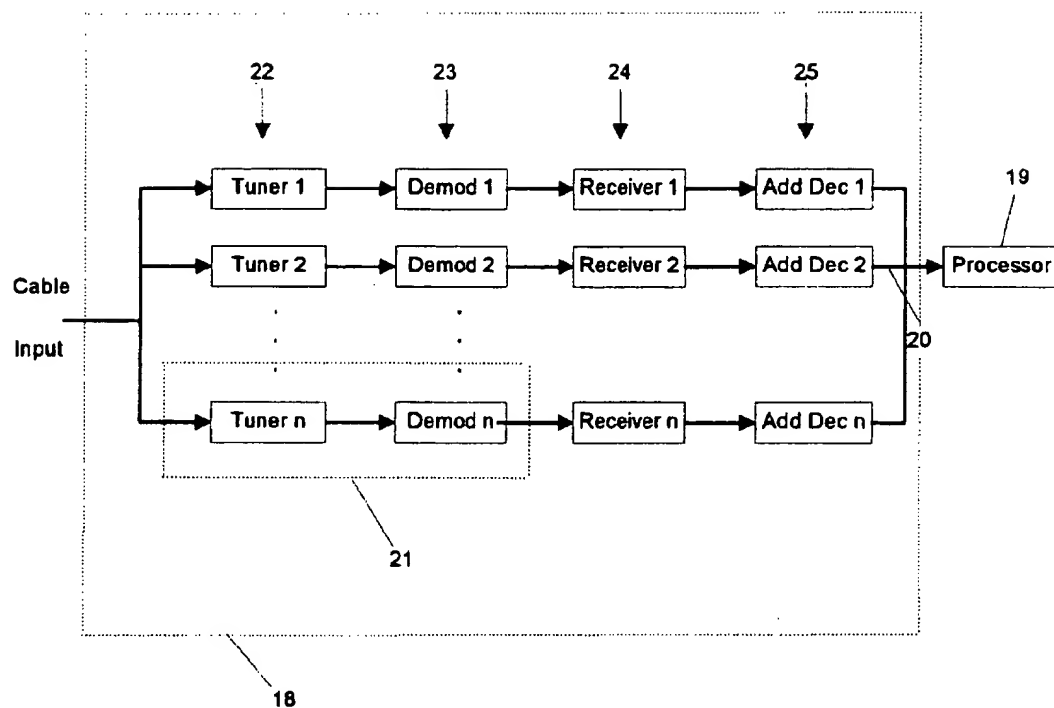 22 23 24 25
Tuner 1 Demod 1 Receiver 1 Add Dec 1
19
Tuner 2 Demod 2 Receiver 2 Add Dec 2 Processor
Cable
Input
20
Tuner n Demod n Receiver n Add Dec n
21
18